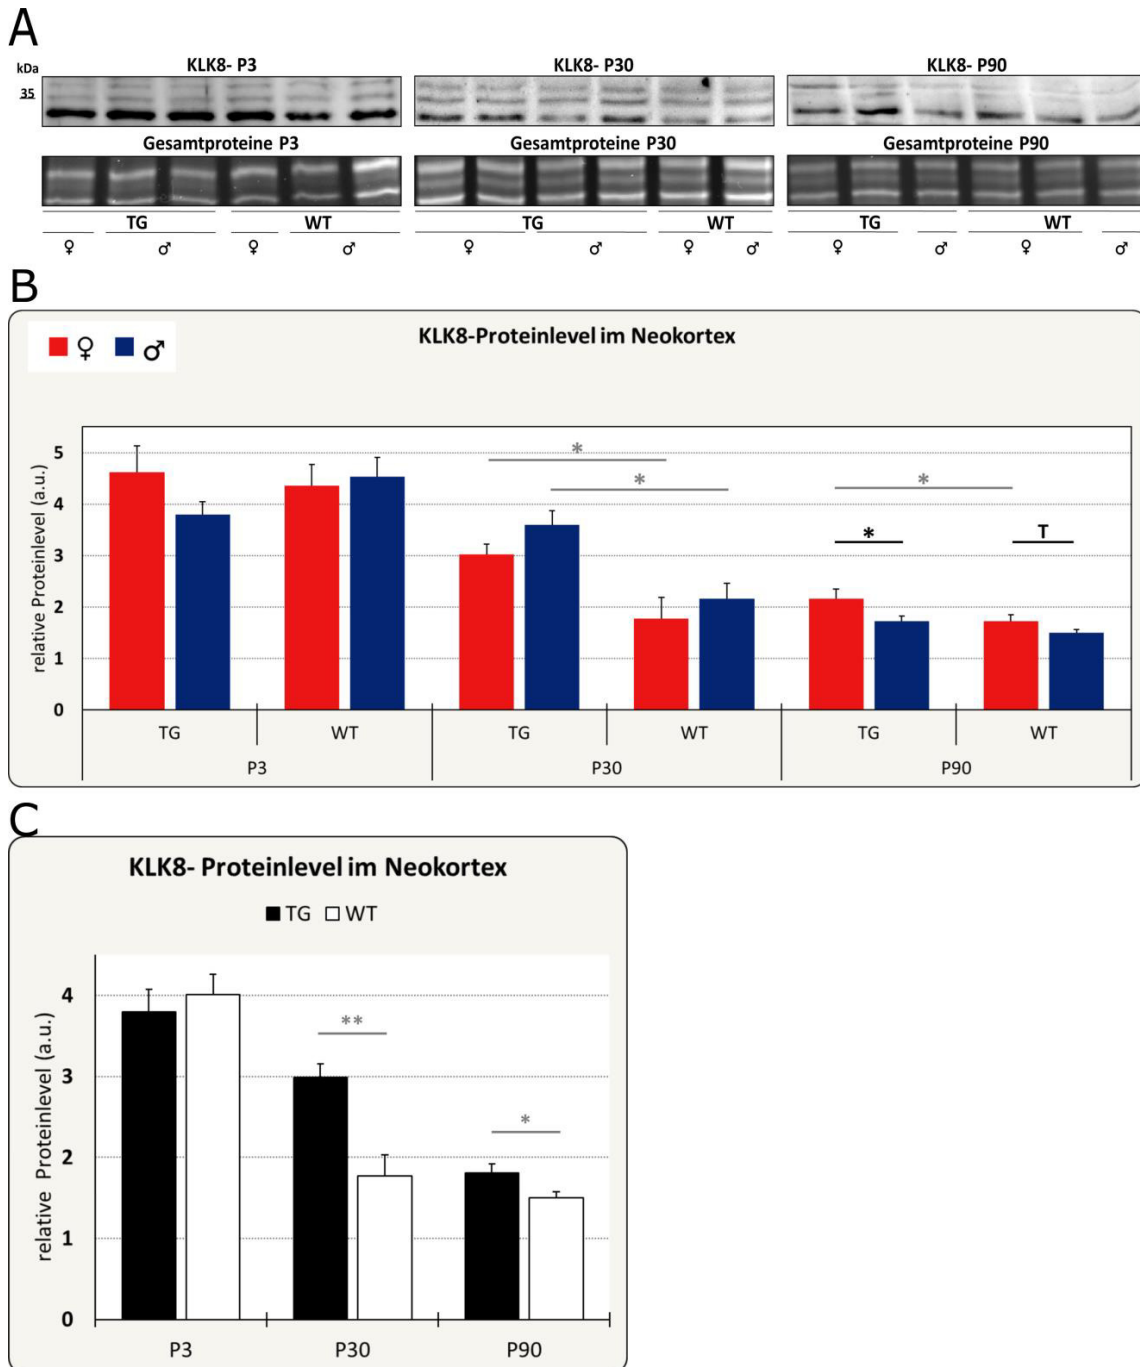 A
KLK8- P3 KLK8- P30 KLK8- P90
kDa
35
Gesamtproteine P3 Gesamtproteine P30 Gesamtproteine P90
TG WT TG WT TG WT
♀ ♂ ♀ ♂ ♀ ♂ ♀ ♂ ♀ ♂ ♀ ♂
B
KLK8-Proteinlevel im Neokortex
♀ ♂
relative Proteinlevel (a.u.)
5
4
3
2
1
0
* * *
* T
TG WT TG WT TG WT
P3 P30 P90
C
KLK8- Proteinlevel im Neokortex
TG WT
relative Proteinlevel (a.u.)
4
3
2
1
0
**
*
P3 P30 P90